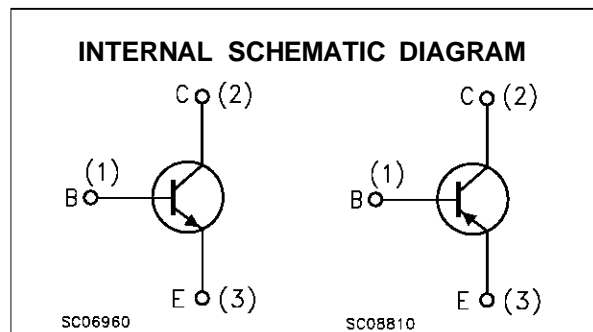 INTERNAL SCHEMATIC DIAGRAM
C (2) C (2)
(1) (1)
B B
E (3) E (3)
SC06960 SC08810